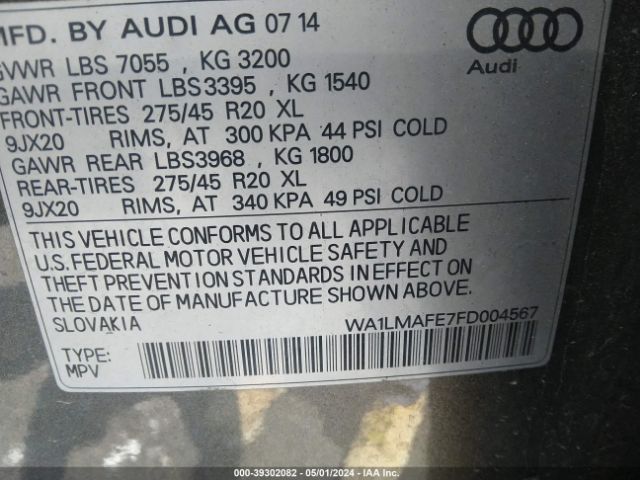 MFD. BY AUDI AG 07 14
GVWR LBS 7055 , KG 3200
Audi
GAWR FRONT LBS3395 , KG 1540
FRONT-TIRES 275/45 R20 XL
9JX20 RIMS, AT 300 KPA 44 PSI COLD
GAWR REAR LBS3968 , KG 1800
REAR-TIRES 275/45 R20 XL
9JX20 RIMS, AT 340 KPA 49 PSI COLD
THIS VEHICLE CONFORMS TO ALL APPLICABLE
U.S. FEDERAL MOTOR VEHICLE SAFETY AND
THEFT PREVENTION STANDARDS IN EFFECT ON
THE DATE OF MANUFACTURE SHOWN ABOVE.
SLOVAKIA WA1LMAFE7FD004567
TYPE:
MPV
000-39302082 - 05/01/2024 - IAA Inc.